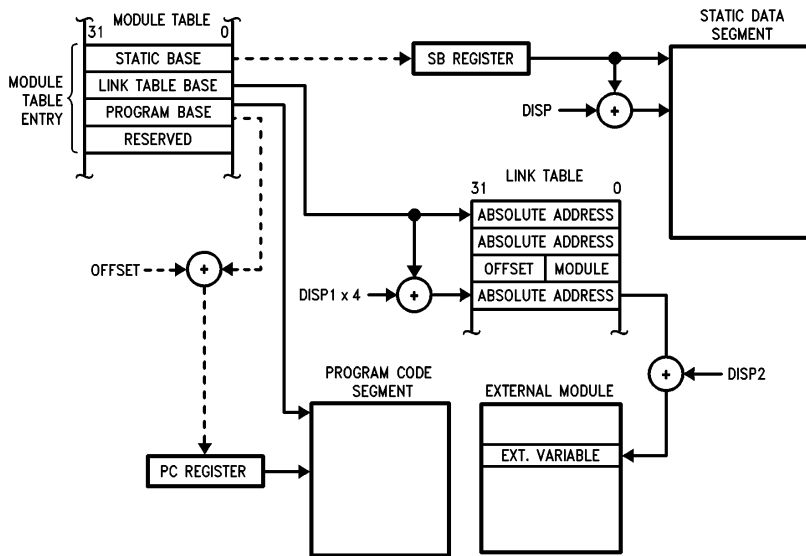 MODULE TABLE
31 0
STATIC BASE
LINK TABLE BASE
PROGRAM BASE
RESERVED
MODULE
TABLE
ENTRY
SB REGISTER
STATIC DATA
SEGMENT
DISP
LINK TABLE
31 0
ABSOLUTE ADDRESS
ABSOLUTE ADDRESS
OFFSET MODULE
ABSOLUTE ADDRESS
OFFSET
+
+
DISP1 x 4
+
+
DISP2
PROGRAM CODE
SEGMENT
EXTERNAL MODULE
EXT. VARIABLE
PC REGISTER